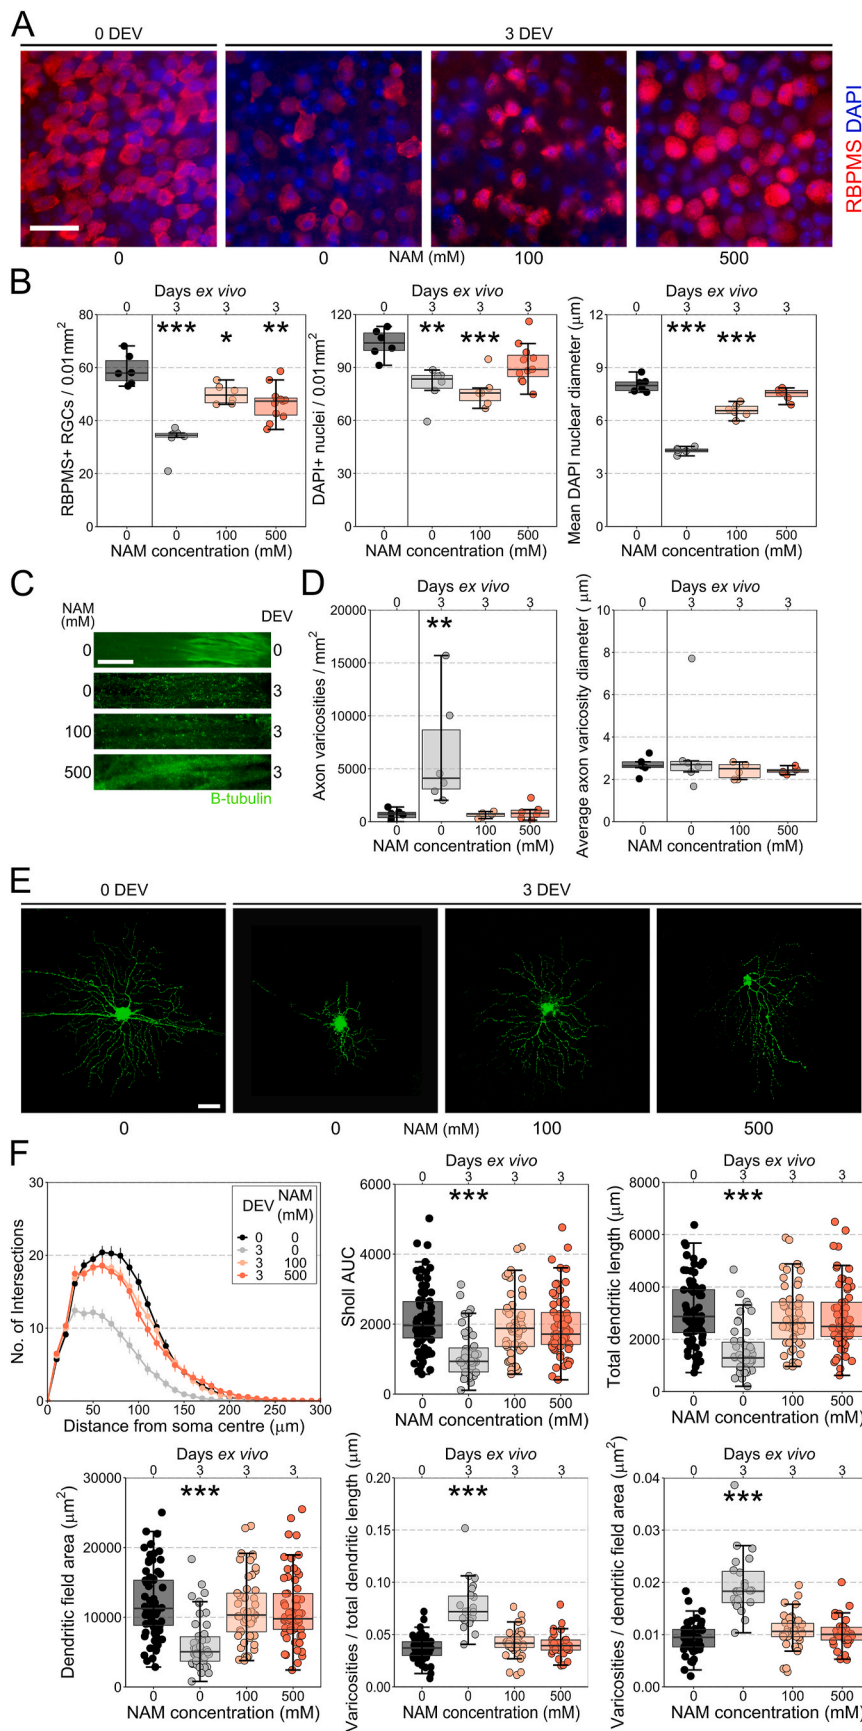 A
0 DEV
3 DEV
RBPMS DAPI
0
0
NAM (mM)
100
500
B
Days ex vivo
0 3 3 3
*** * **
80
60
40
20
0
RBPMS+ RGCs / 0.01mm²
0 0 100 500
NAM concentration (mM)
Days ex vivo
0 3 3 3
** ***
120
90
60
30
0
DAPI+ nuclei / 0.01mm²
0 0 100 500
NAM concentration (mM)
Days ex vivo
0 3 3 3
*** ***
12
9
6
3
0
Mean DAPI nuclear diameter (μm)
0 0 100 500
NAM concentration (mM)
C
NAM
(mM)
DEV
0 0
0 3
100 3
500 3
B-tubulin
D
Days ex vivo
0 3 3 3
**
20000
15000
10000
5000
0
Axon varicosities / mm²
0 0 100 500
NAM concentration (mM)
Days ex vivo
0 3 3 3
10
8
6
4
2
0
Average axon varicosity diameter ( μm)
0 0 100 500
NAM concentration (mM)
E
0 DEV
3 DEV
0
0
NAM (mM)
100
500
F
30
20
10
0
No. of Intersections
DEV NAM
(mM)
0 0
3 0
3 100
3 500
0 50 100 150 200 250 300
Distance from soma centre (μm)
Days ex vivo
0 3 3 3
***
6000
4000
2000
0
Sholl AUC
0 0 100 500
NAM concentration (mM)
Days ex vivo
0 3 3 3
***
8000
6000
4000
2000
0
Total dendritic length (μm)
0 0 100 500
NAM concentration (mM)
Days ex vivo
0 3 3 3
***
30000
20000
10000
0
Dendritic field area (μm²)
0 0 100 500
NAM concentration (mM)
Days ex vivo
0 3 3 3
***
0.20
0.15
0.10
0.05
0.00
Varicosities / total dendritic length (μm)
0 0 100 500
NAM concentration (mM)
Days ex vivo
0 3 3 3
***
0.04
0.03
0.02
0.01
0.00
Varicosities / dendritic field area (μm²)
0 0 100 500
NAM concentration (mM)